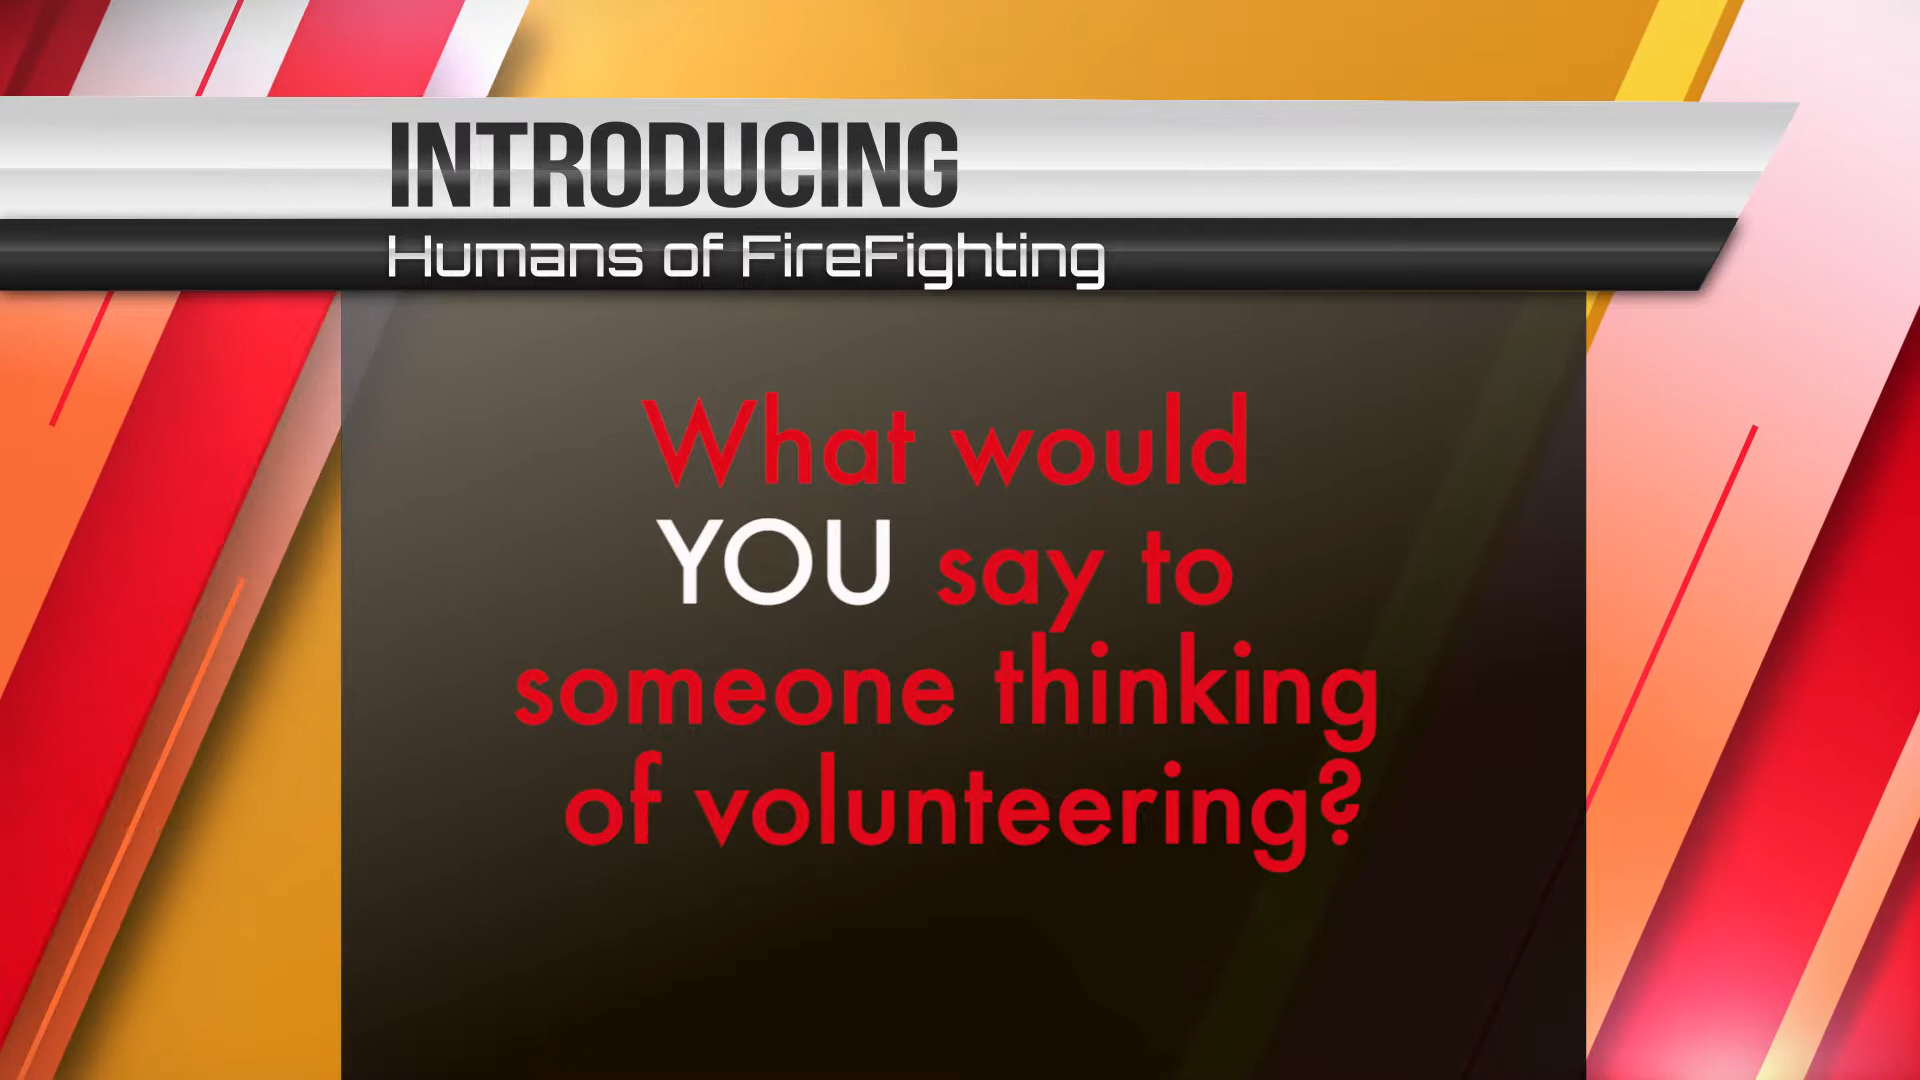 INTRODUCING
Humans of FireFighting
What would
YOU say to
someone thinking
of volunteering?